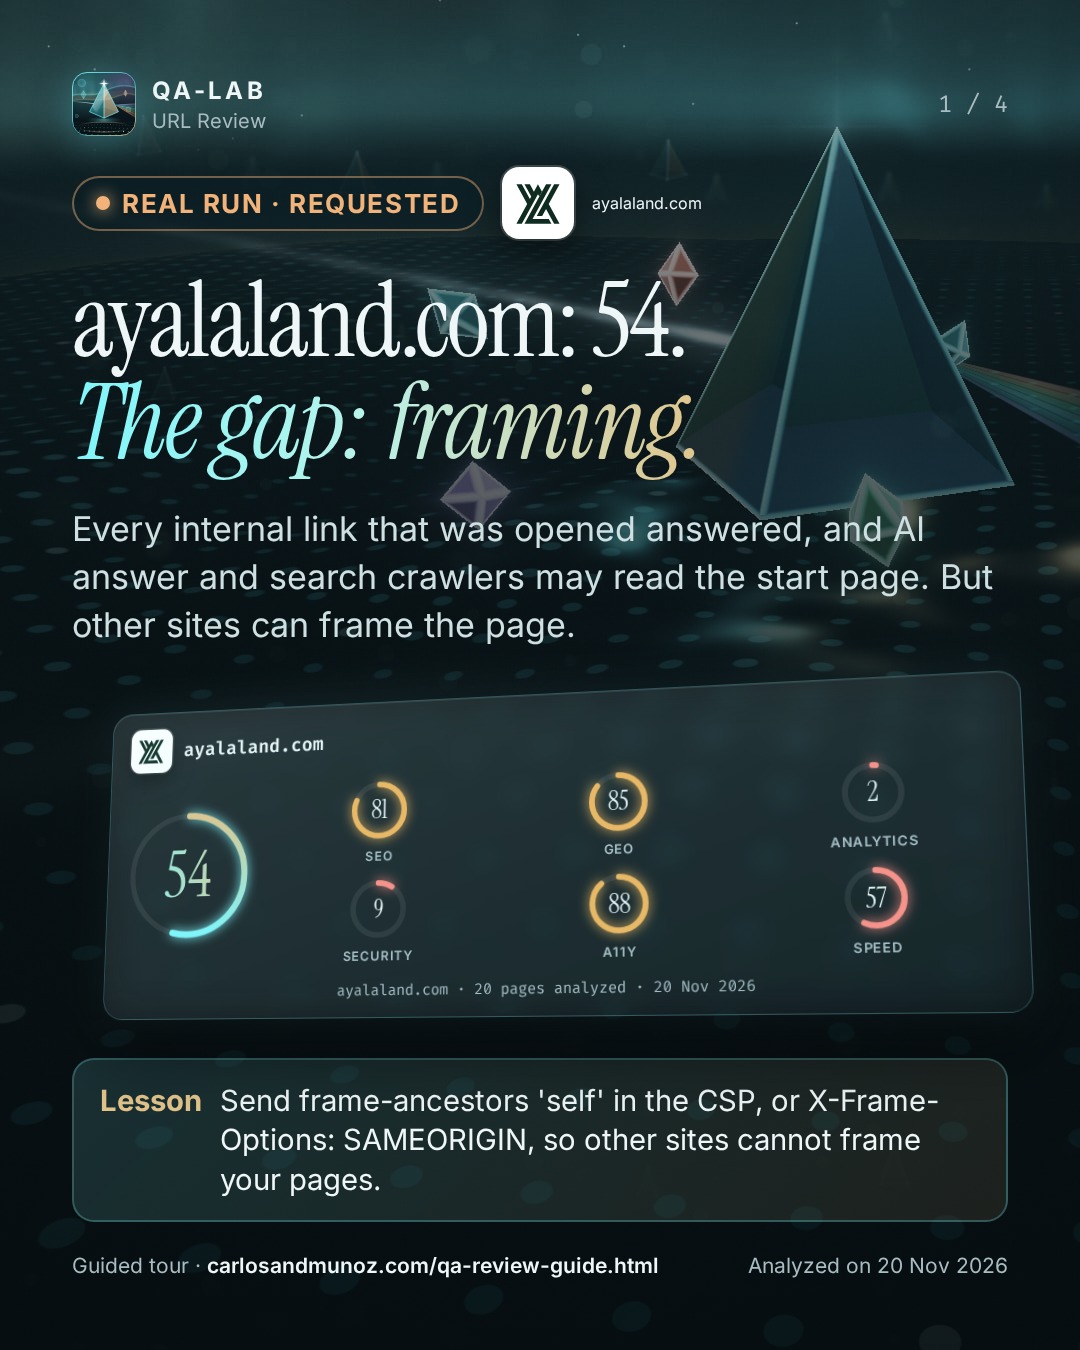 QA-LAB
URL Review
1 / 4
REAL RUN · REQUESTED
ayalaland.com
ayalaland.com: 54.
The gap: framing.
Every internal link that was opened answered, and AI
answer and search crawlers may read the start page. But
other sites can frame the page.
ayalaland.com
54
81
SEO
85
GEO
2
ANALYTICS
9
SECURITY
88
A11Y
57
SPEED
ayalaland.com · 20 pages analyzed · 20 Nov 2026
Lesson
Send frame-ancestors 'self' in the CSP, or X-Frame-
Options: SAMEORIGIN, so other sites cannot frame
your pages.
Guided tour · carlosandmunoz.com/qa-review-guide.html
Analyzed on 20 Nov 2026